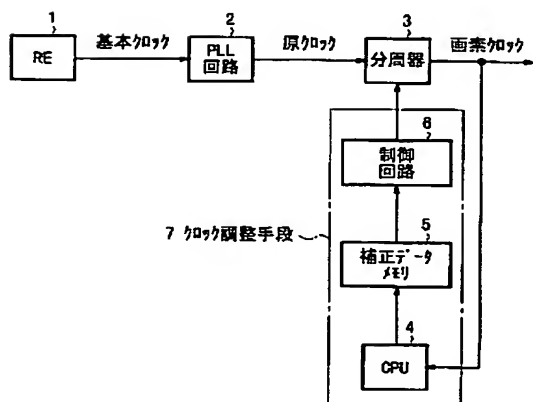 1
RE
基本クロック
2
PLL
回路
原クロック
3
分周器
画素クロック
6
制御
回路
7 クロック調整手段
5
補正データ
メモリ
4
CPU